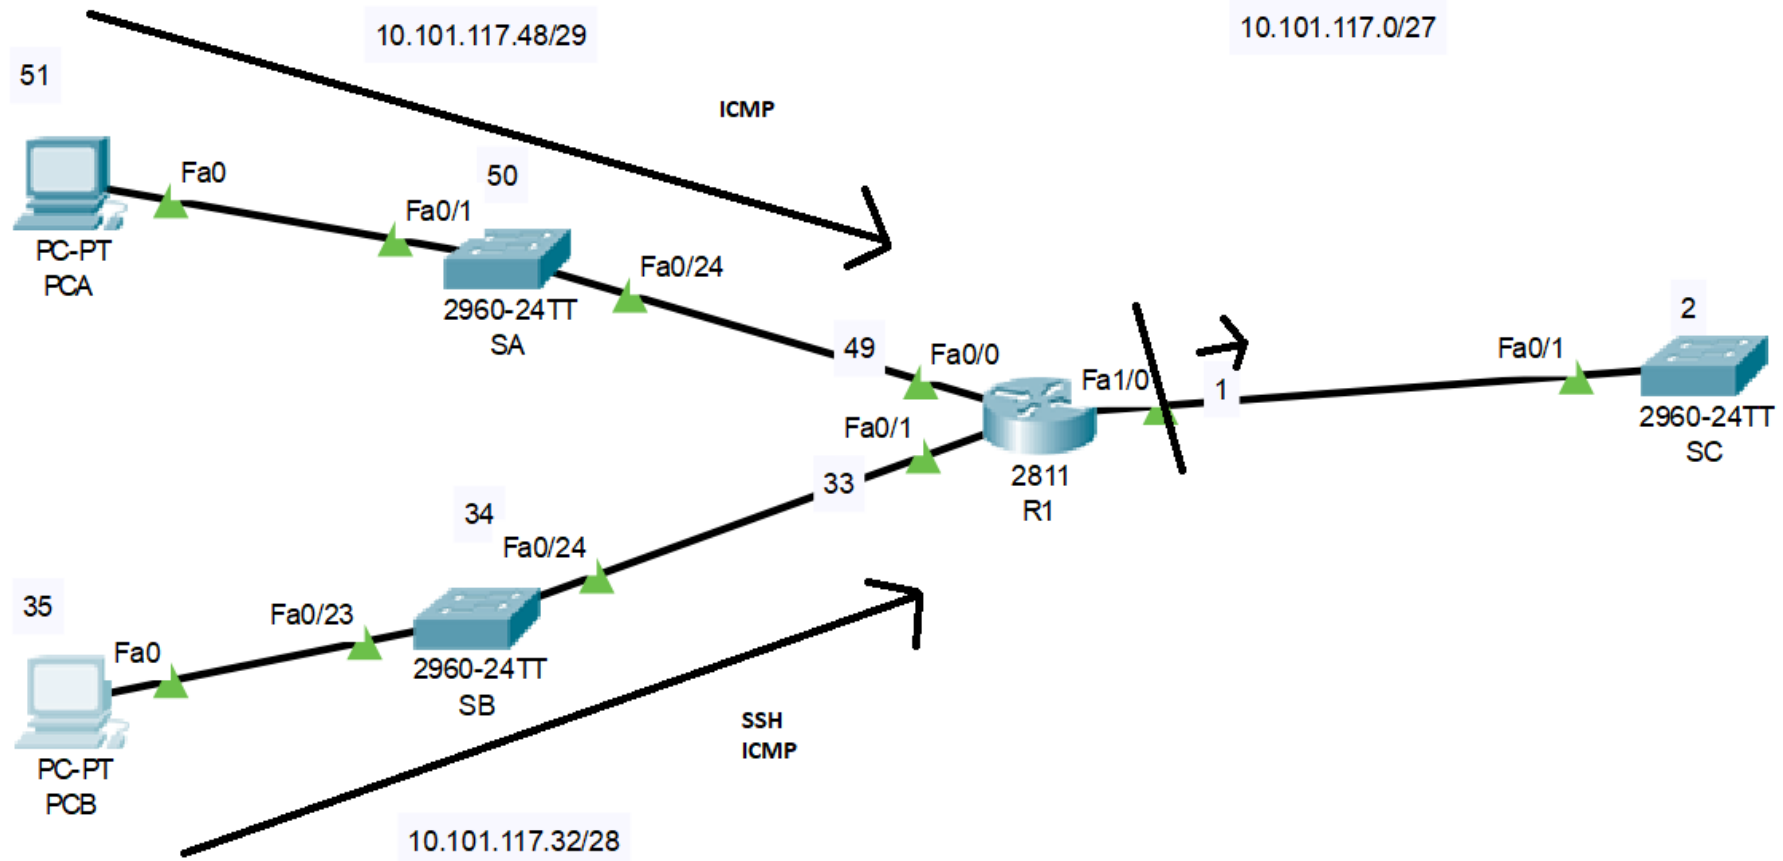 10.101.117.48/29
10.101.117.0/27
51
ICMP
Fa0
50
Fa0/1
PC-PT
PCA
Fa0/24
2960-24TT
SA
49
Fa0/0
Fa1/0
1
Fa0/1
2
2960-24TT
SC
Fa0/1
33
2811
R1
34
Fa0/24
35
Fa0/23
Fa0
2960-24TT
SB
PC-PT
PCB
SSH
ICMP
10.101.117.32/28